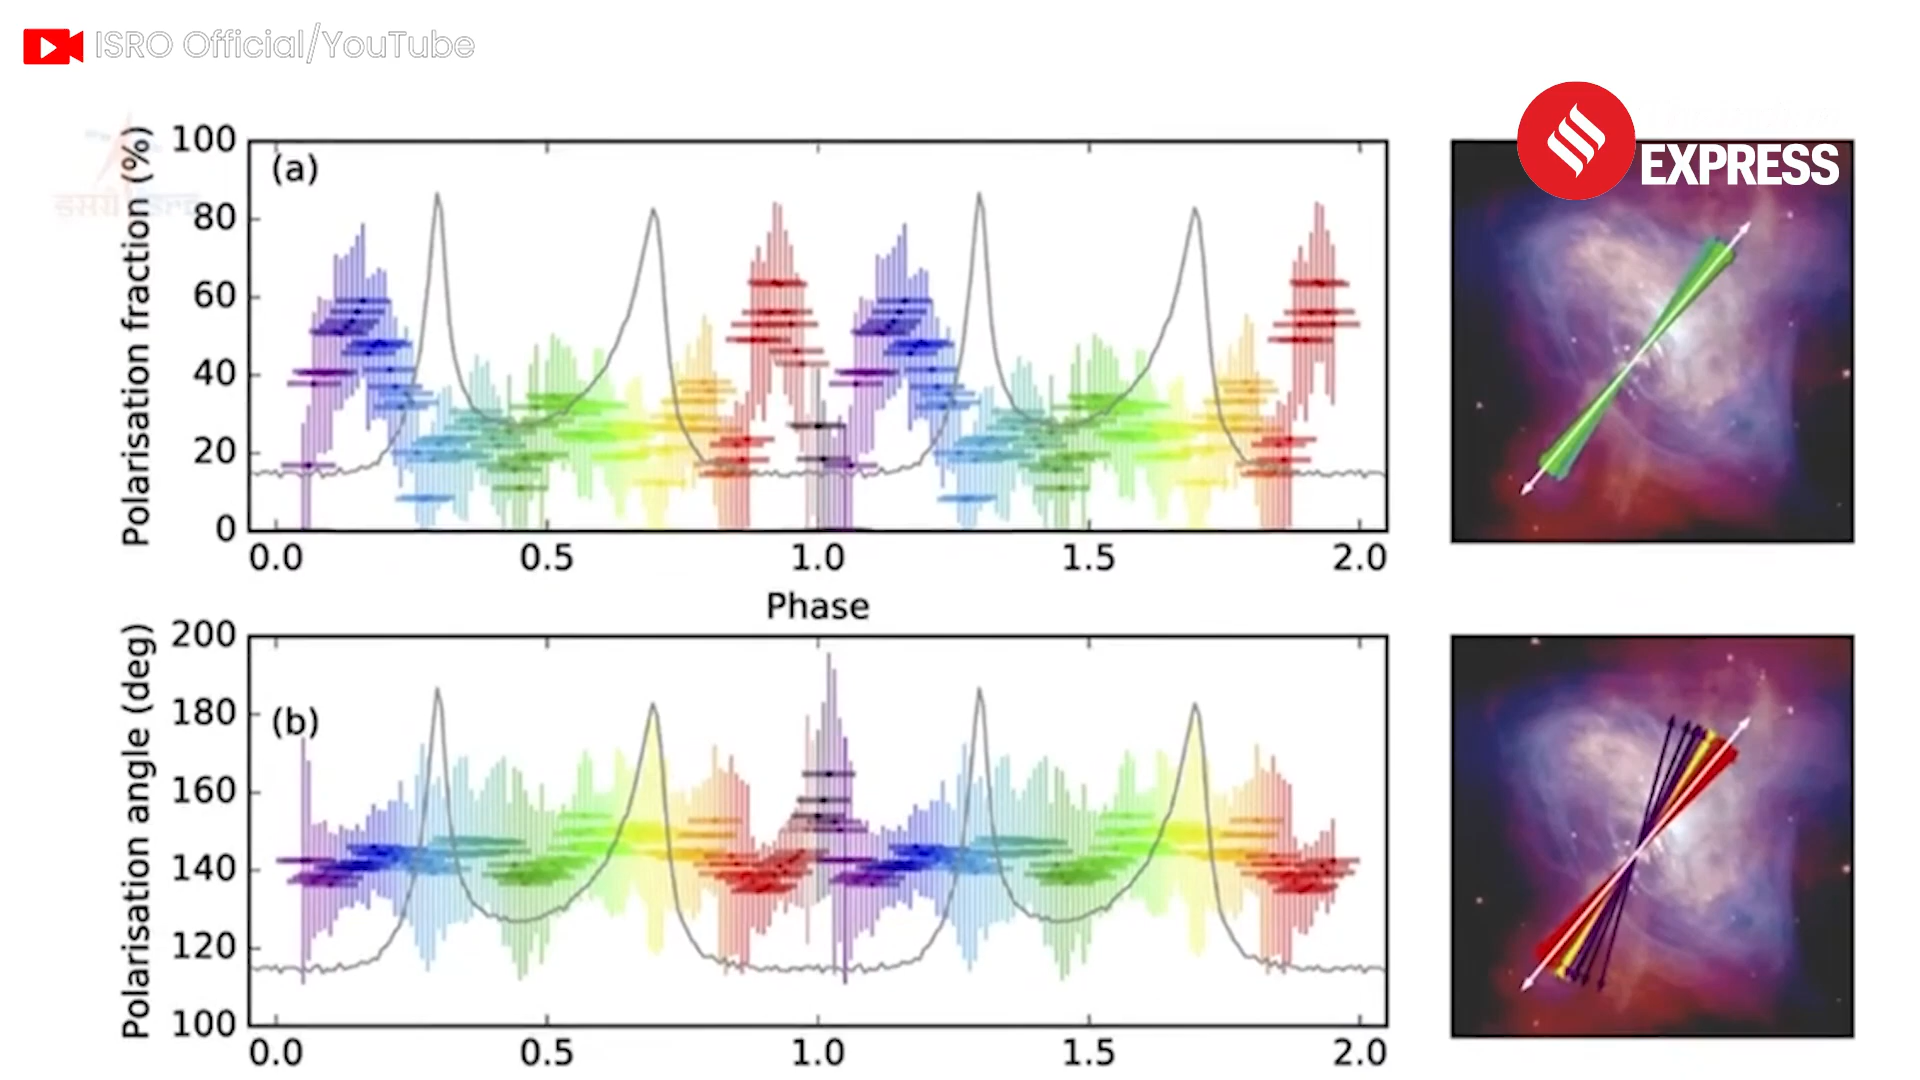 ISRO Official/YouTube
EXPRESS
इसरो isro
Polarisation fraction (%)
100
80
60
40
20
0
(a)
0.0 0.5 1.0 1.5 2.0
Phase
Polarisation angle (deg)
200
180
160
140
120
100
(b)
0.0 0.5 1.0 1.5 2.0